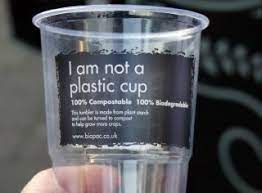 I am not a
plastic cup
100% Compostable 100% Biodegradable
This tumbler is made from plant starch
and can be turned to compost
to help grow more crops.
www.biopac.co.uk